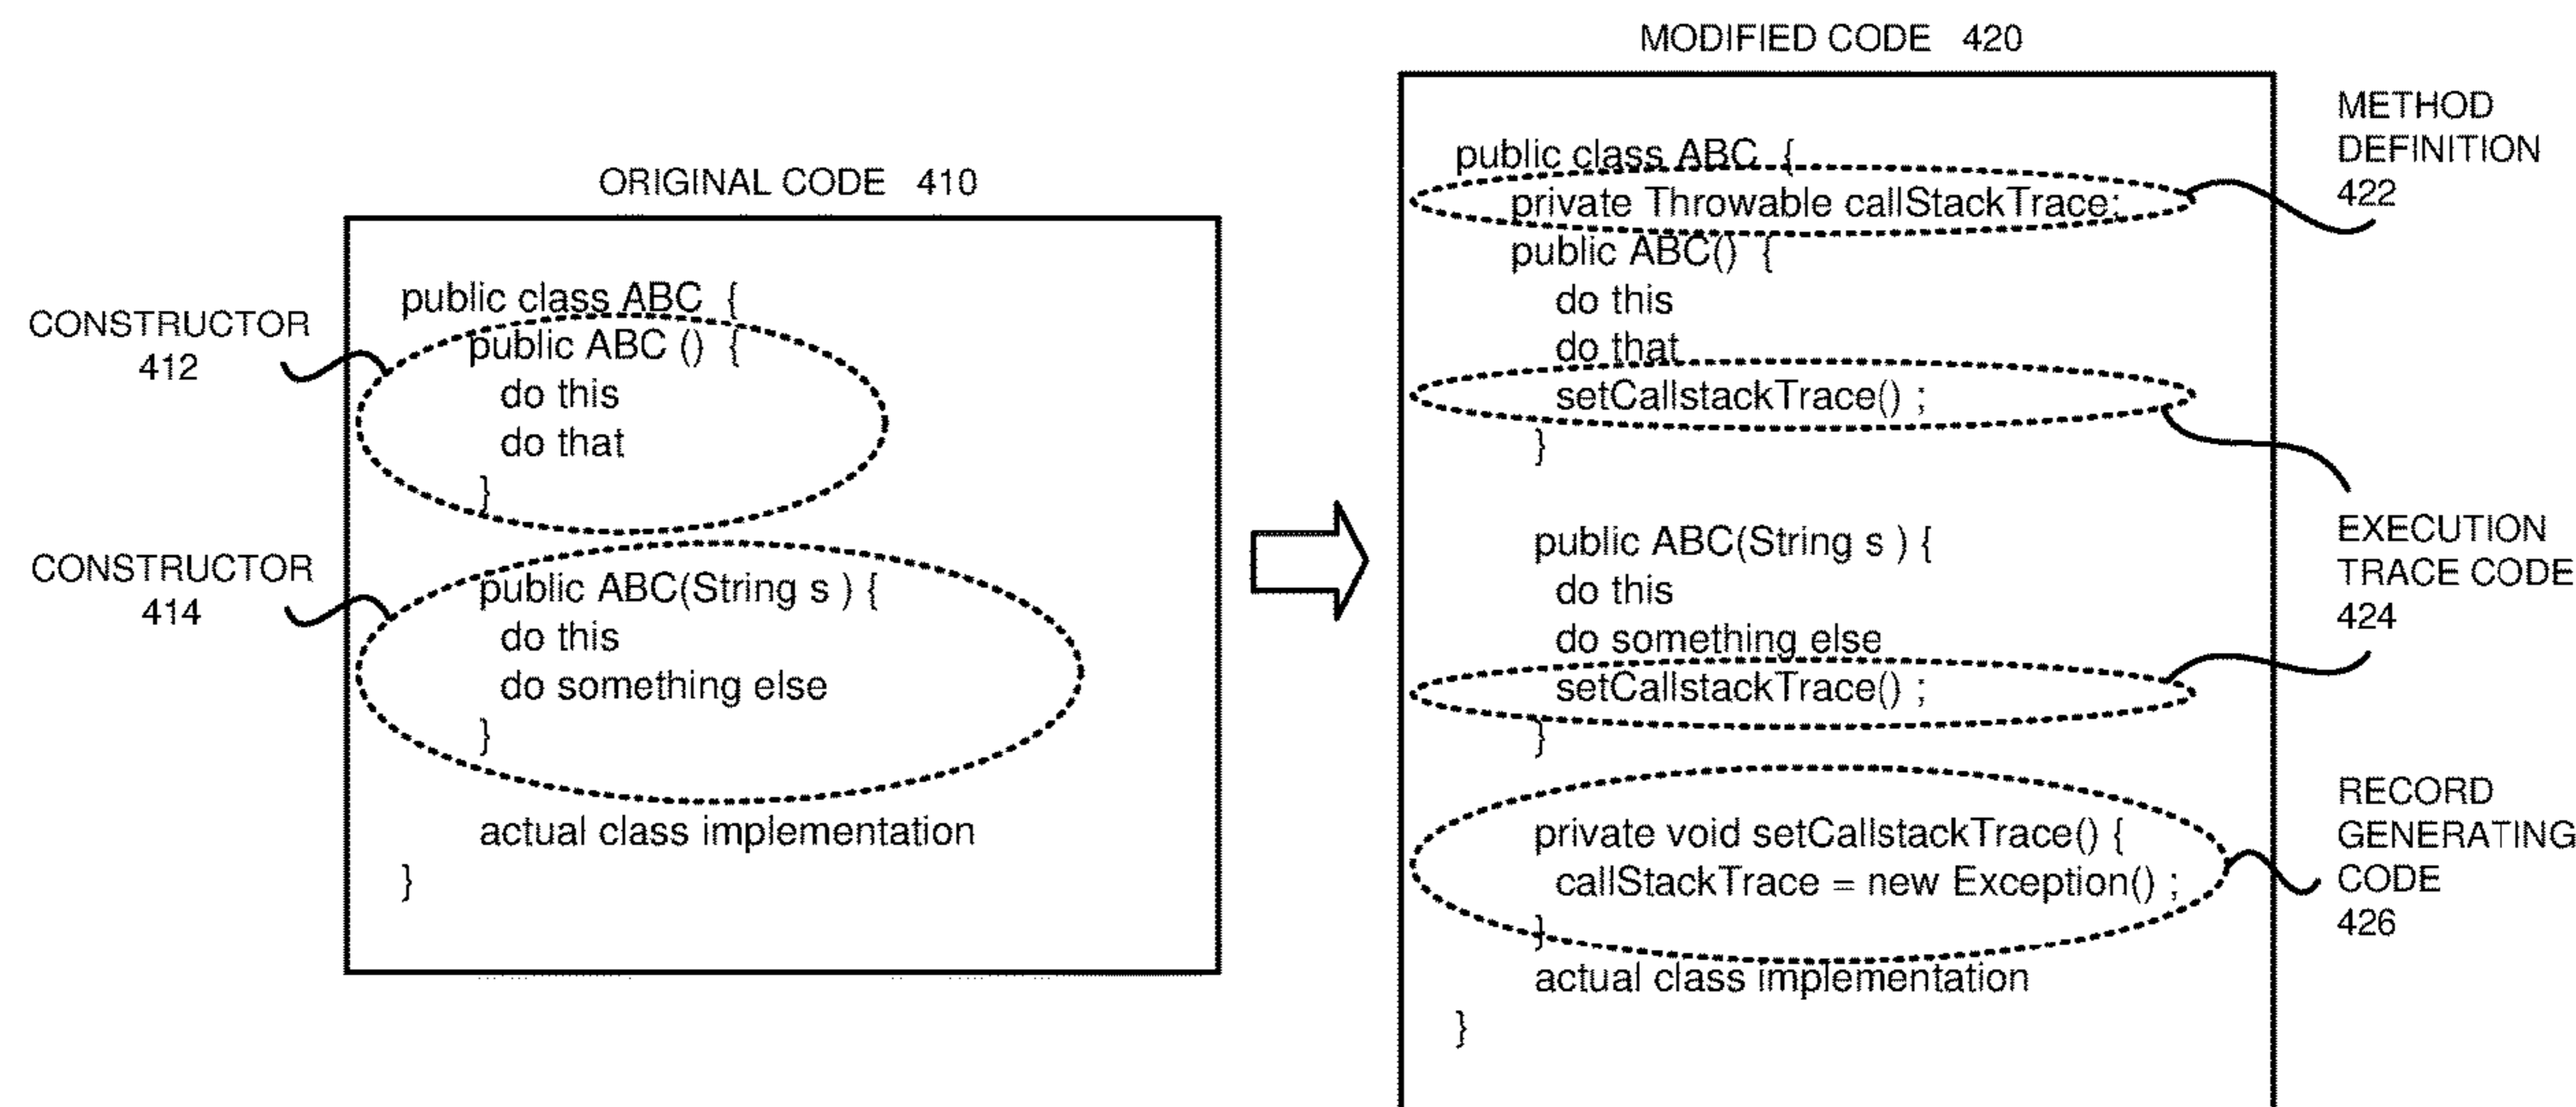 ORIGINAL CODE 410
CONSTRUCTOR
412
CONSTRUCTOR
414
public class ABC {
public ABC () {
do this
do that
}
public ABC(String s ) {
do this
do something else
}
actual class implementation
}
MODIFIED CODE 420
public class ABC {
private Throwable callStackTrace;
public ABC() {
do this
do that
setCallstackTrace() ;
}
public ABC(String s ) {
do this
do something else
setCallstackTrace() ;
}
private void setCallstackTrace() {
callStackTrace = new Exception() ;
}
actual class implementation
}
METHOD
DEFINITION
422
EXECUTION
TRACE CODE
424
RECORD
GENERATING
CODE
426